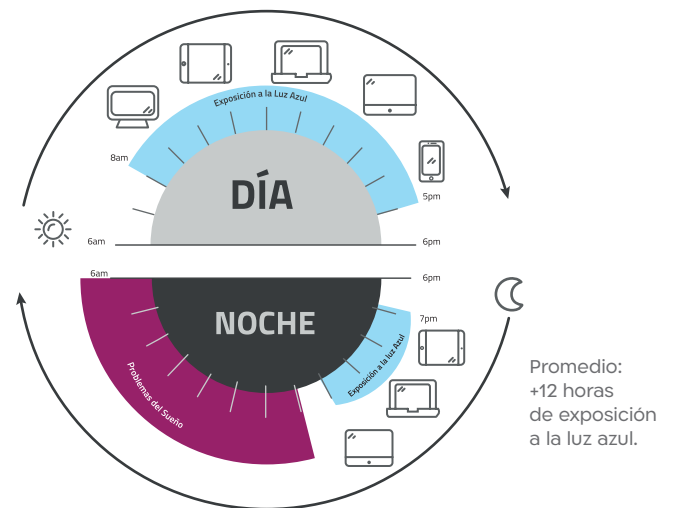 Exposición a la Luz Azul
8am
DÍA
5pm
6am
6pm
6am
6pm
NOCHE
7pm
Exposición a la luz Azul
Problemas del Sueño
Promedio:
+12 horas
de exposición
a la luz azul.